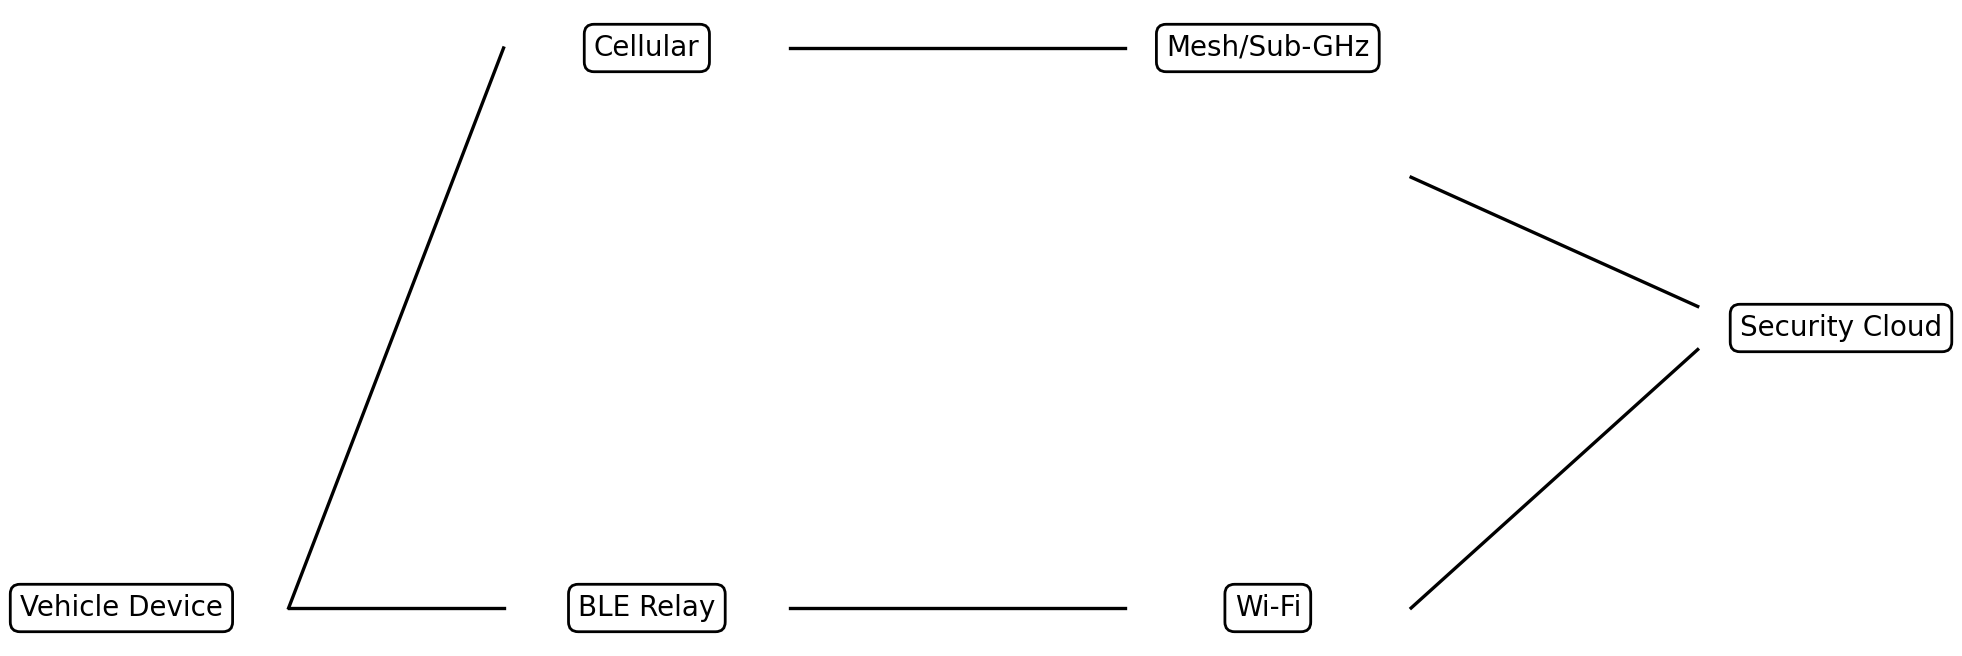 Cellular
Mesh/Sub-GHz
Security Cloud
Vehicle Device
BLE Relay
Wi-Fi